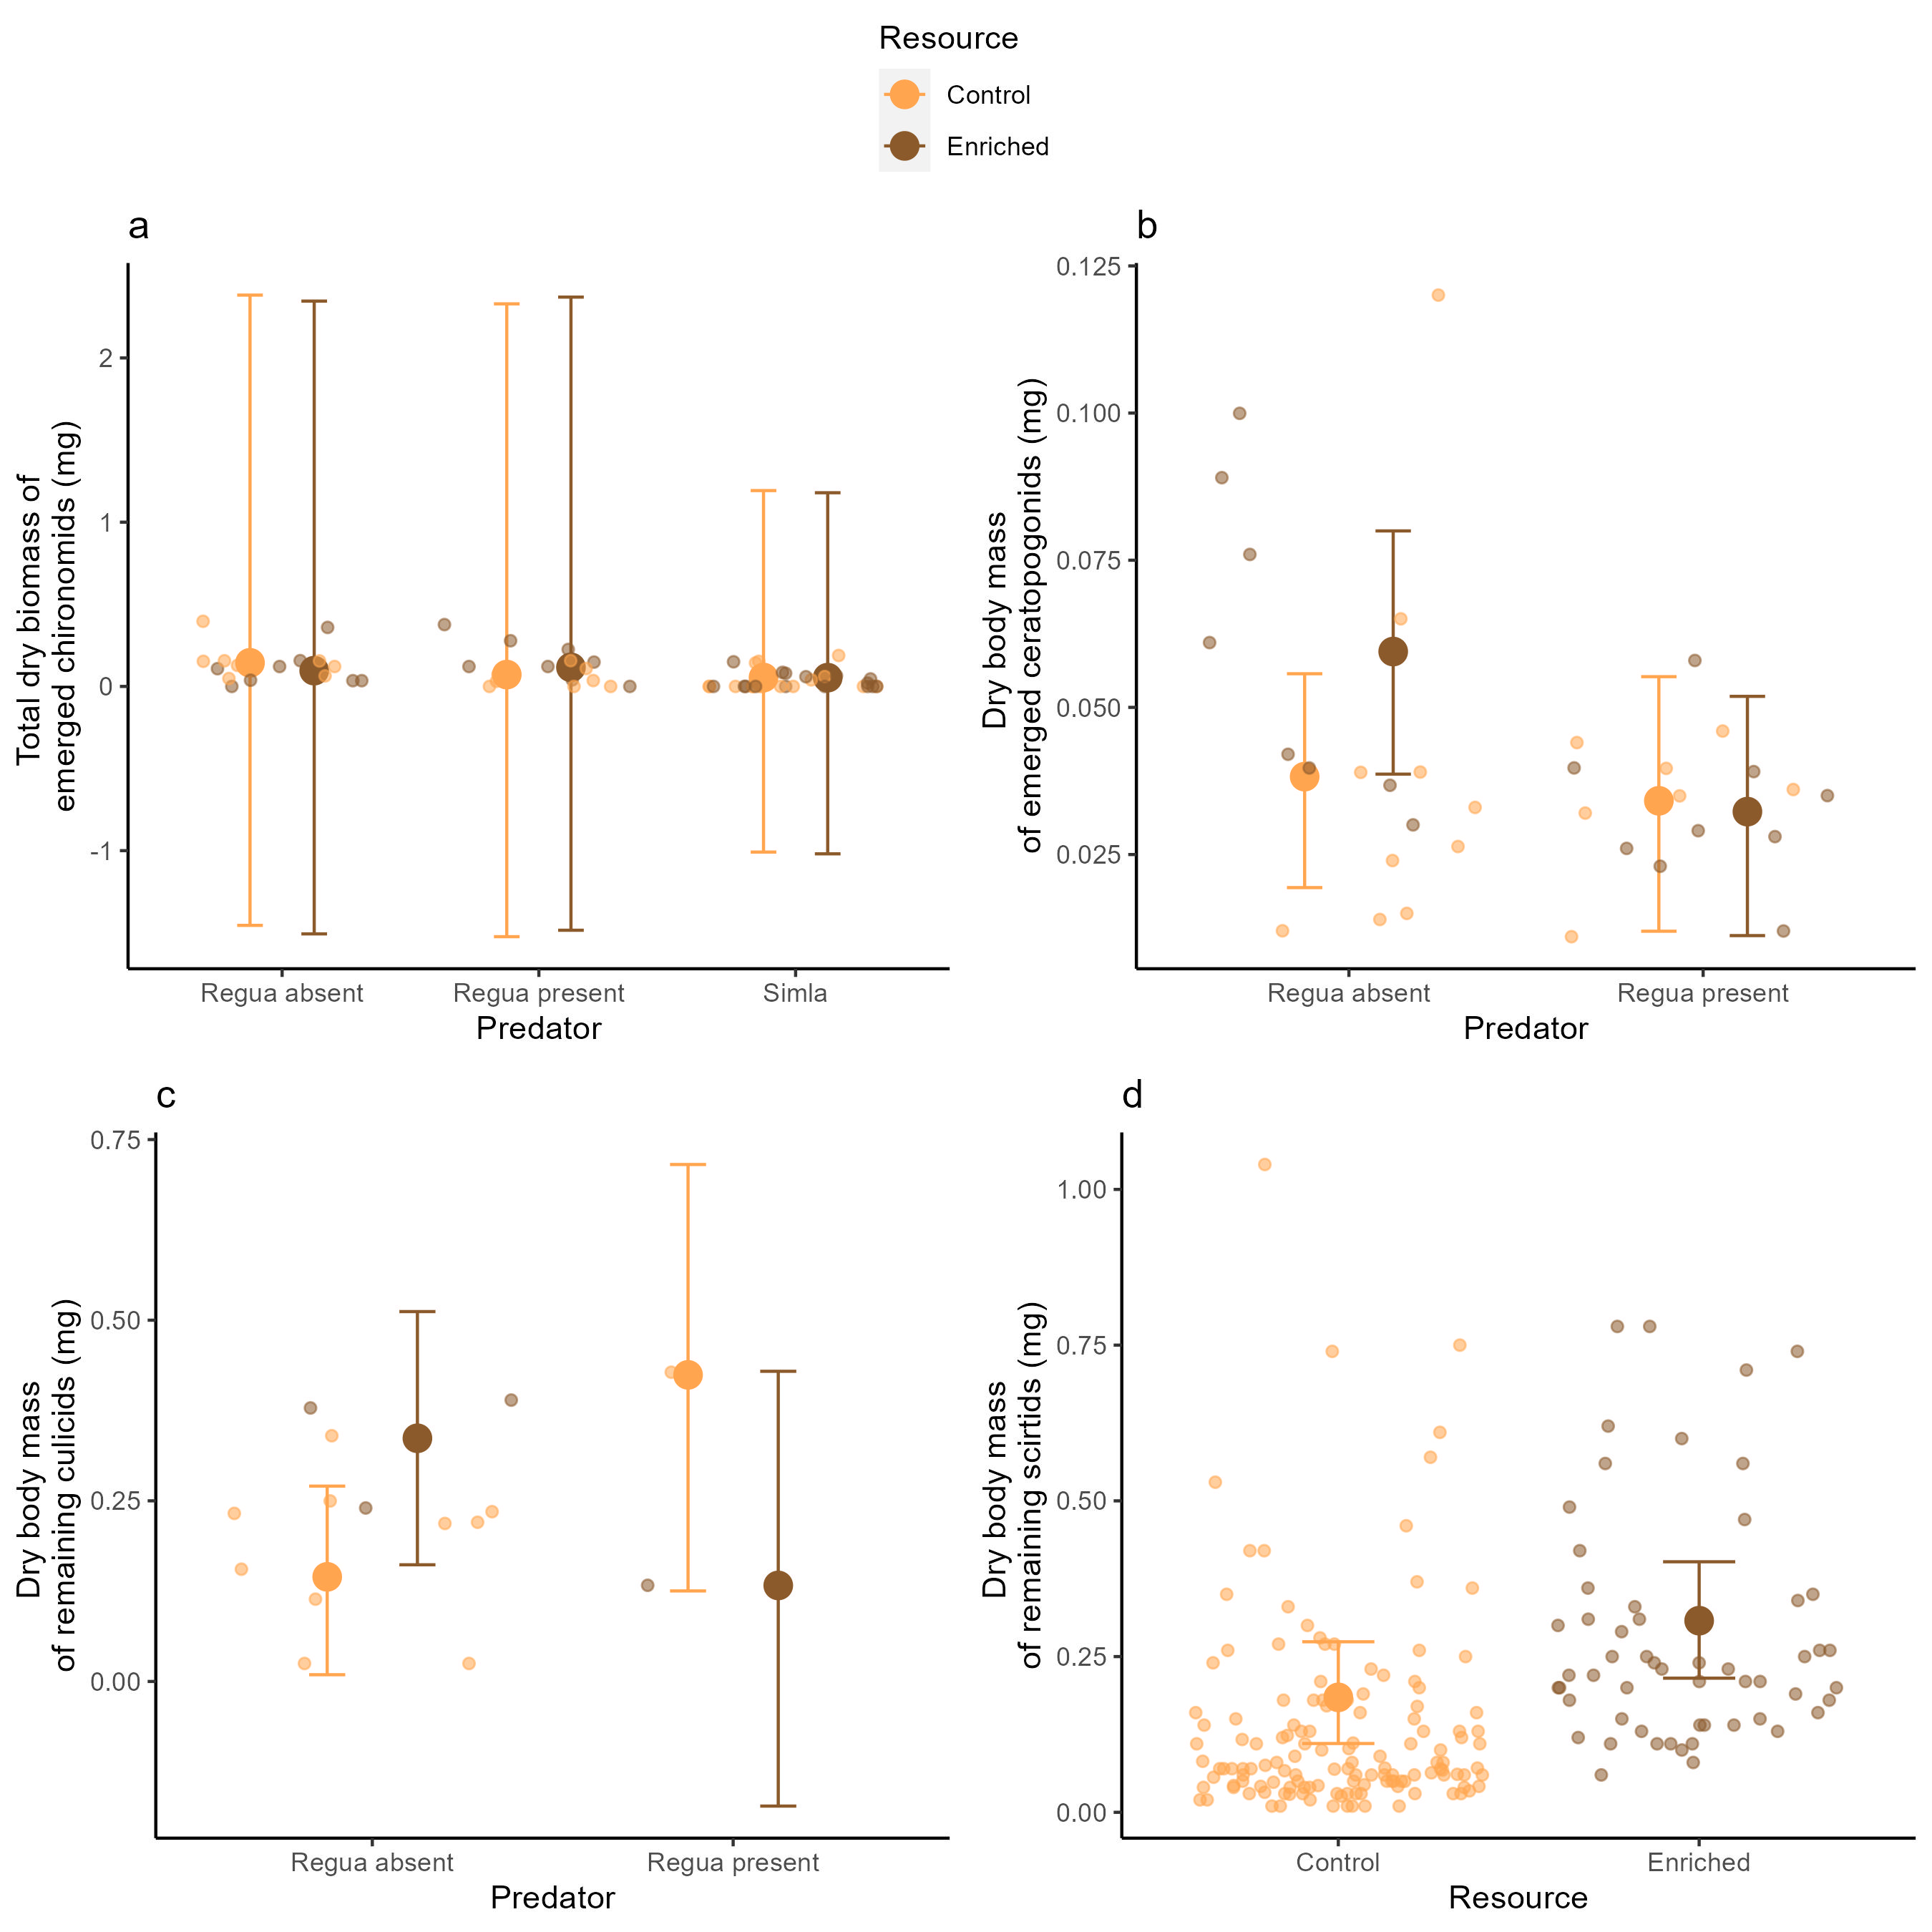 Resource
Control
Enriched
a
Total dry biomass of
emerged chironomids (mg)
2
1
0
-1
Regua absent
Regua present
Simla
Predator
b
Dry body mass
of emerged ceratopogonids (mg)
0.125
0.100
0.075
0.050
0.025
Regua absent
Regua present
Predator
c
Dry body mass
of remaining culicids (mg)
0.75
0.50
0.25
0.00
Regua absent
Regua present
Predator
d
Dry body mass
of remaining scirtids (mg)
1.00
0.75
0.50
0.25
0.00
Control
Enriched
Resource